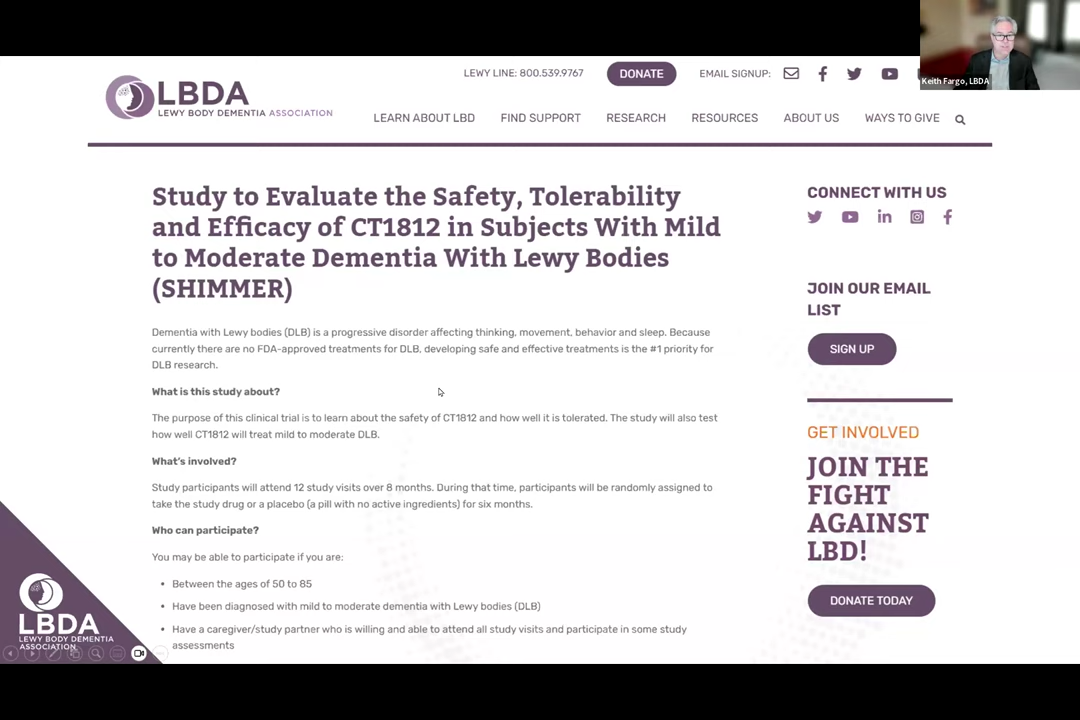 Keith Fargo, LBDA
LEWY LINE: 800.539.9767
DONATE
EMAIL SIGNUP:
LBDA
LEWY BODY DEMENTIA ASSOCIATION
LEARN ABOUT LBD
FIND SUPPORT
RESEARCH
RESOURCES
ABOUT US
WAYS TO GIVE
Study to Evaluate the Safety, Tolerability
and Efficacy of CT1812 in Subjects With Mild
to Moderate Dementia With Lewy Bodies
(SHIMMER)
Dementia with Lewy bodies (DLB) is a progressive disorder affecting thinking, movement, behavior and sleep. Because
currently there are no FDA-approved treatments for DLB, developing safe and effective treatments is the #1 priority for
DLB research.
What is this study about?
The purpose of this clinical trial is to learn about the safety of CT1812 and how well it is tolerated. The study will also test
how well CT1812 will treat mild to moderate DLB.
What's involved?
Study participants will attend 12 study visits over 8 months. During that time, participants will be randomly assigned to
take the study drug or a placebo (a pill with no active ingredients) for six months.
Who can participate?
You may be able to participate if you are:
• Between the ages of 50 to 85
• Have been diagnosed with mild to moderate dementia with Lewy bodies (DLB)
• Have a caregiver/study partner who is willing and able to attend all study visits and participate in some study
assessments
CONNECT WITH US
JOIN OUR EMAIL
LIST
SIGN UP
GET INVOLVED
JOIN THE
FIGHT
AGAINST
LBD!
DONATE TODAY
LBDA
LEWY BODY DEMENTIA
ASSOCIATION